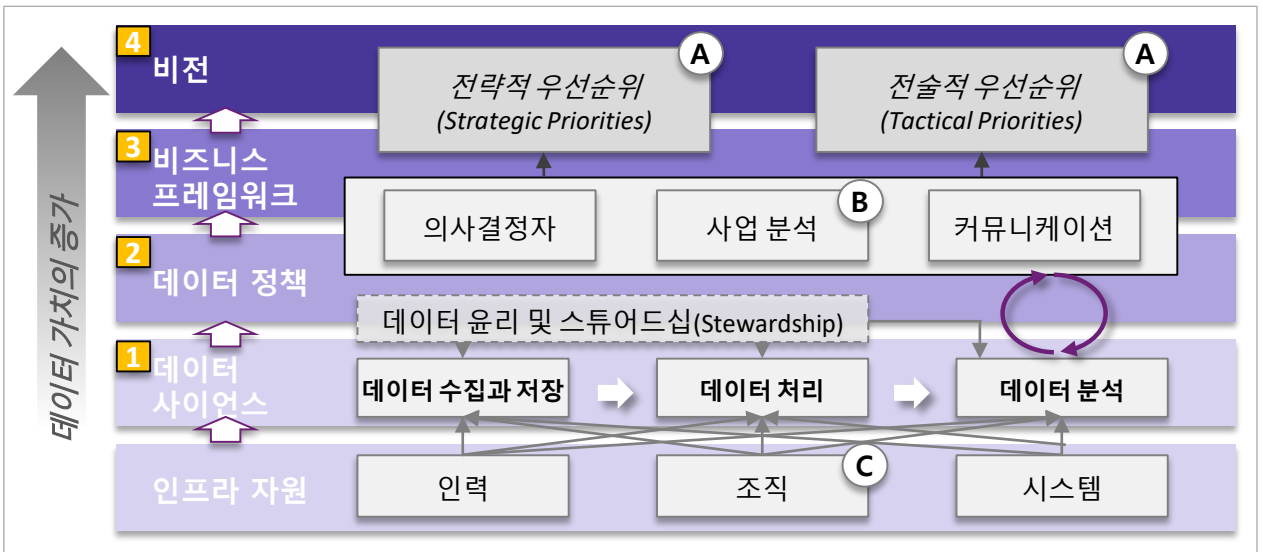 데이터 가치의 증가
4
비전
A
전략적 우선순위
(Strategic Priorities)
A
전술적 우선순위
(Tactical Priorities)
3
비즈니스
프레임워크
의사결정자
사업 분석
B
커뮤니케이션
2
데이터 정책
데이터 윤리 및 스튜어드십(Stewardship)
1
데이터
사이언스
데이터 수집과 저장
데이터 처리
데이터 분석
인프라 자원
인력
조직
C
시스템